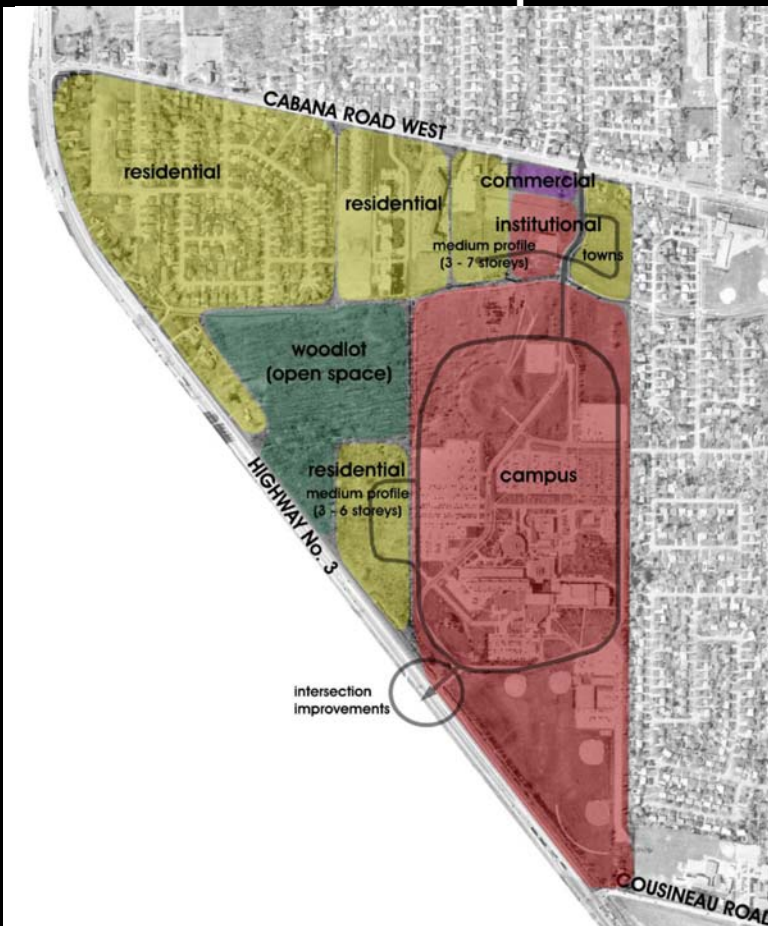 CABANA ROAD WEST
residential
residential
commercial
institutional
medium profile
(3 - 7 storeys)
towns
woodlot
(open space)
residential
medium profile
(3 - 6 storeys)
campus
HIGHWAY No. 3
intersection
improvements
COUSINEAU ROAD